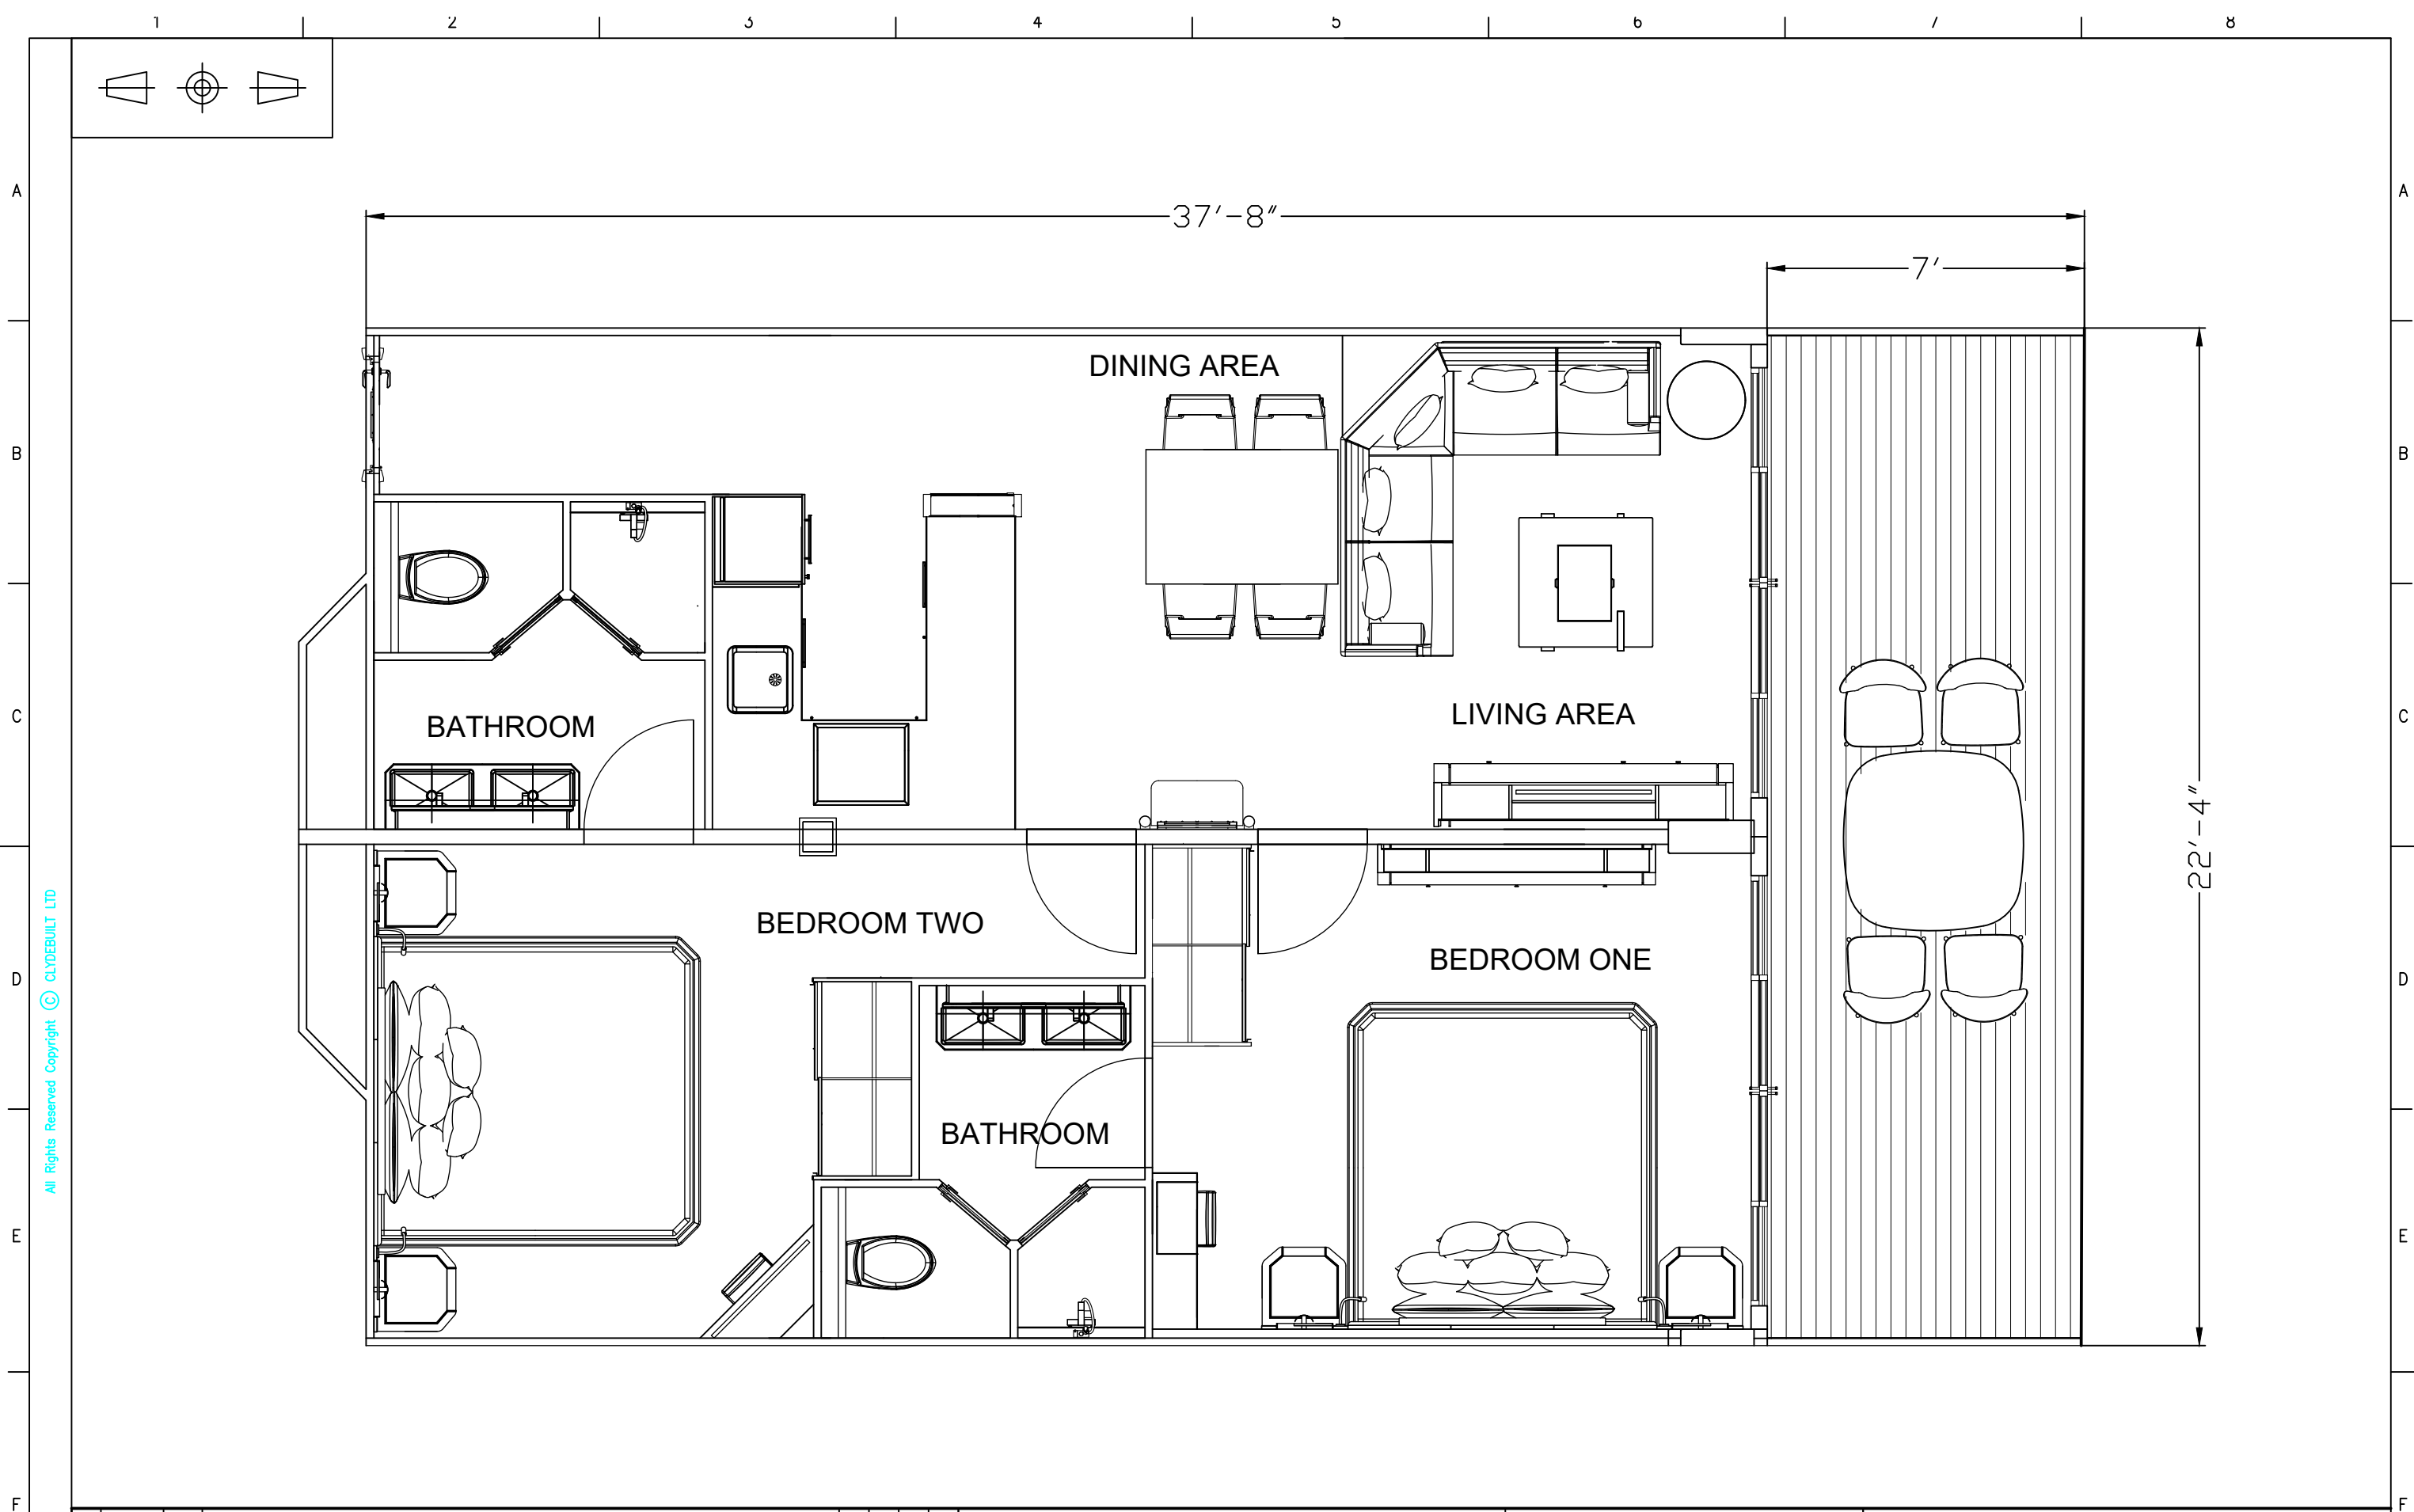 1 2 3 4 5 6 7 8
A A
37'-8"
7'
DINING AREA
B B
LIVING AREA
C BATHROOM C
22'-4"
BEDROOM TWO
BEDROOM ONE
D D
BATHROOM
All Rights Reserved Copyright © CLYDEBUILT LTD
E E
F F